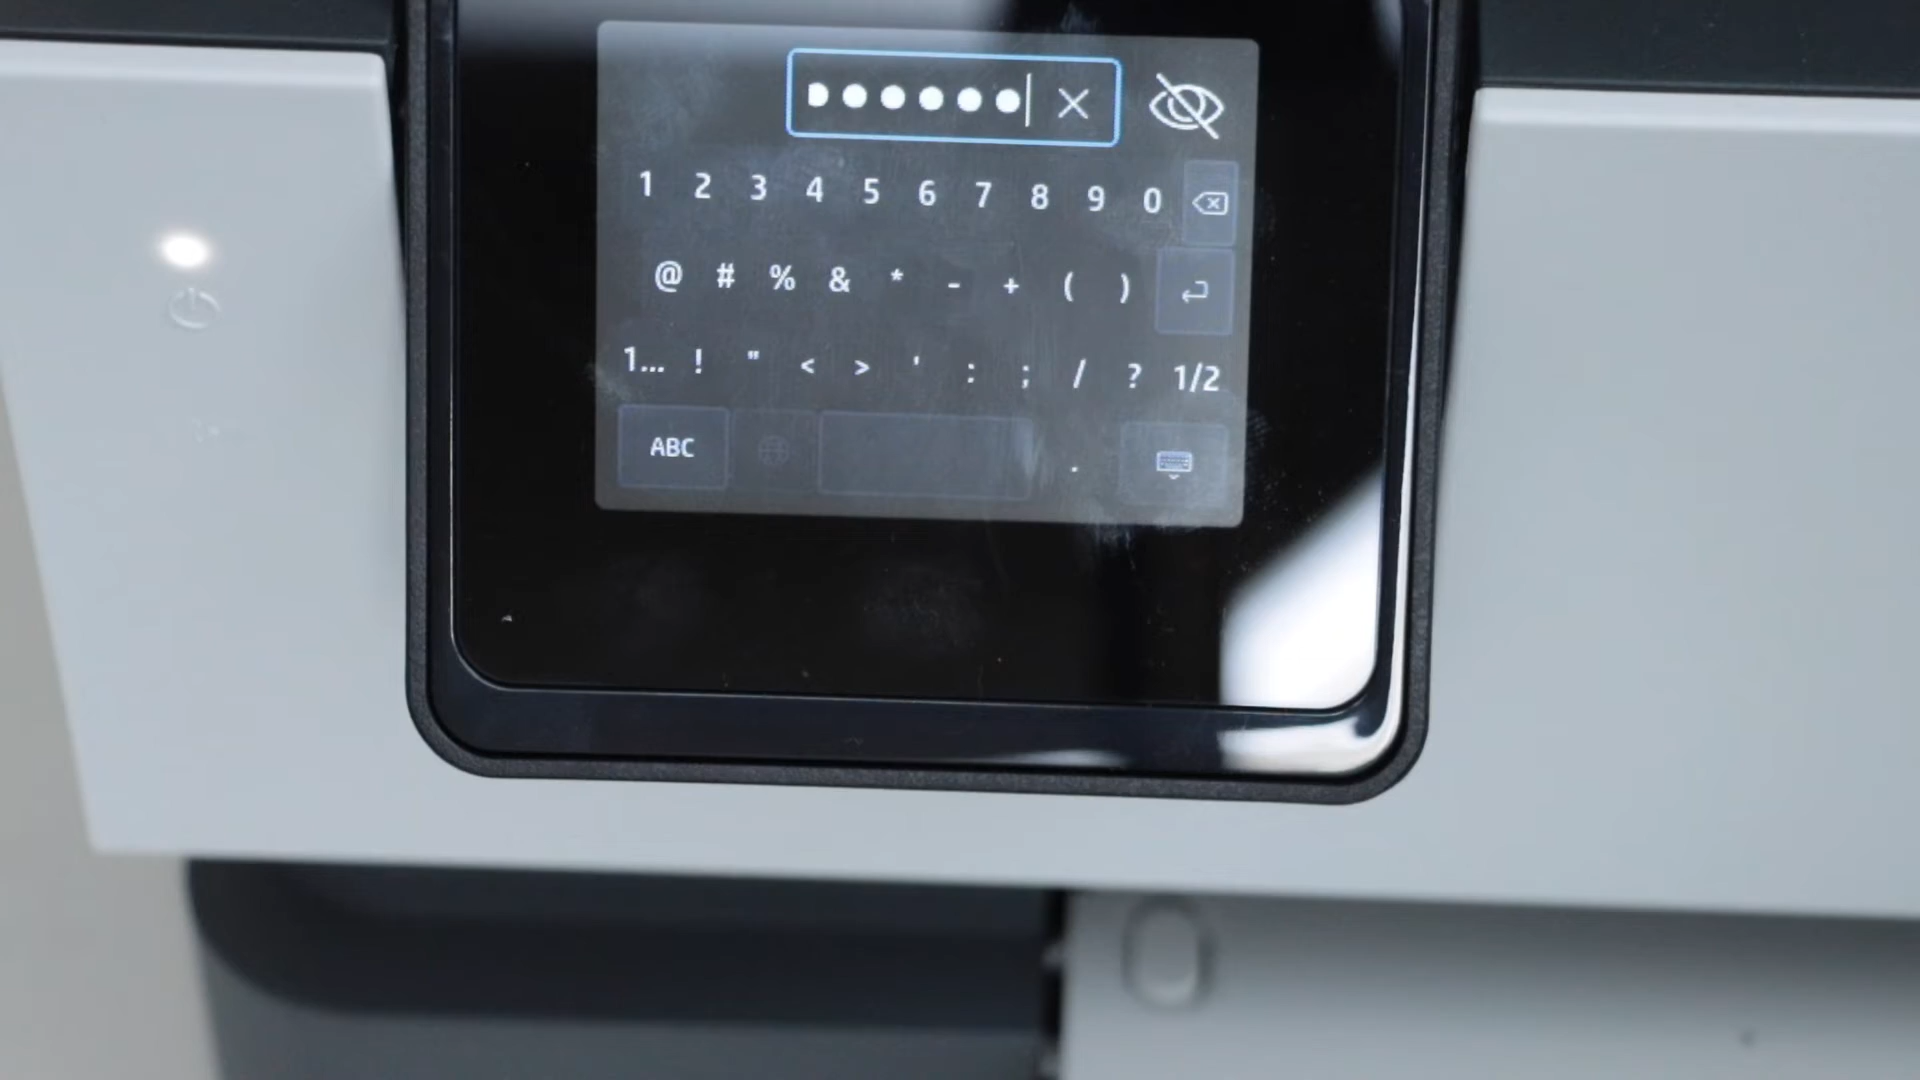 ●●●●●●
1 2 3 4 5 6 7 8 9 0
@ # % & * - + ( )
1... ! " < > ' : ; / ? 1/2
ABC .